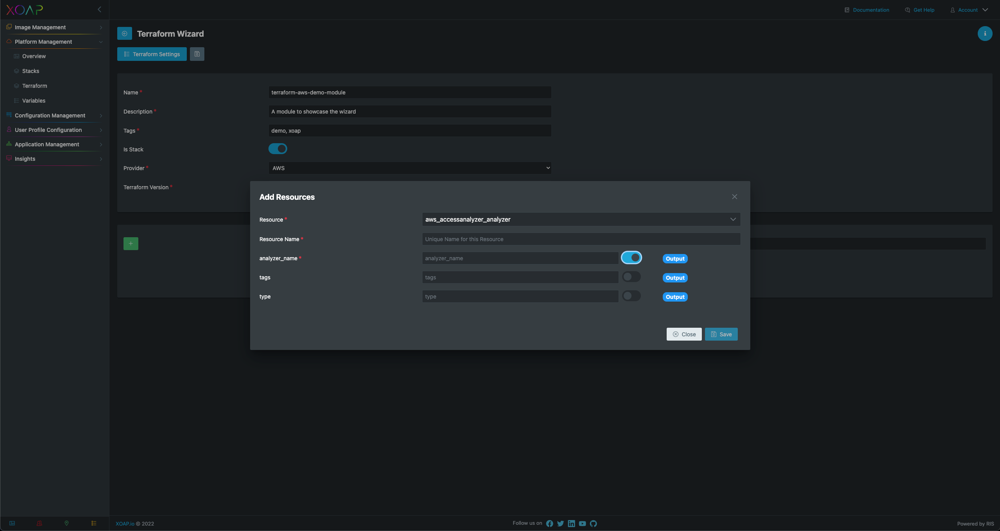 XOAP
Documentation
Get Help
Account
Image Management
Platform Management
Overview
Stacks
Terraform
Variables
Configuration Management
User Profile Configuration
Application Management
Insights
Terraform Wizard
Terraform Settings
Name *
terraform-aws-demo-module
Description *
A module to showcase the wizard
Tags *
demo, xoap
Is Stack
Provider *
AWS
Terraform Version *
Add Resources
Resource *
aws_accessanalyzer_analyzer
Resource Name *
Unique Name for this Resource
analyzer_name *
analyzer_name
Output
tags
tags
Output
type
type
Output
Close
Save
XOAP.io © 2022
Follow us on
Powered by RIS